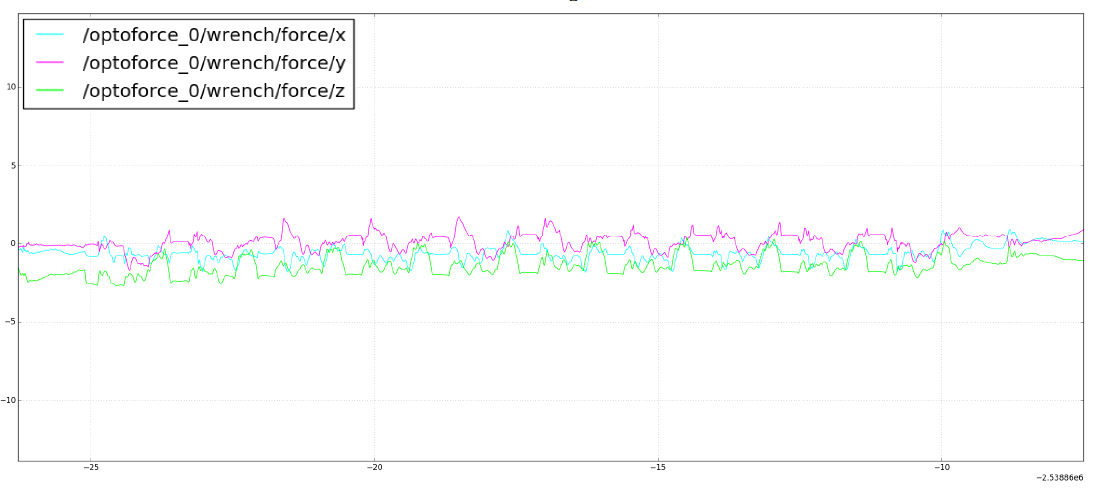 /optoforce_0/wrench/force/x
/optoforce_0/wrench/force/y
/optoforce_0/wrench/force/z
10
5
0
−5
−10
−25
−20
−15
−10
−2.53886e6